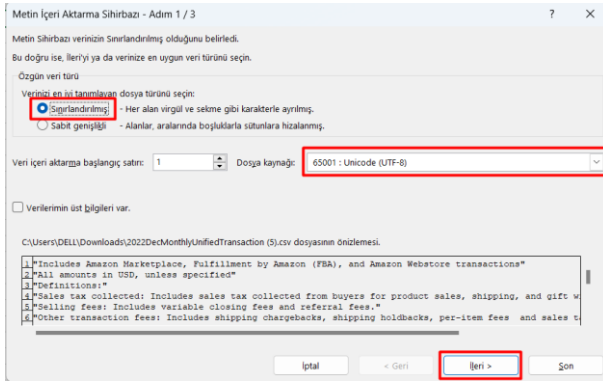 Metin İçeri Aktarma Sihirbazı - Adım 1 / 3
Metin Sihirbazı verinizin Sınırlandırılmış olduğunu belirledi.
Bu doğru ise, İleri'yi ya da verinize en uygun veri türünü seçin.
Özgün veri türü
Verinizi en iyi tanımlayan dosya türünü seçin:
Sınırlandırılmış - Her alan virgül ve sekme gibi karakterle ayrılmış.
Sabit genişlikli - Alanlar, aralarında boşluklarla sütunlara hizalanmış.
Veri içeri aktarma başlangıç satırı: 1 Dosya kaynağı: 65001 : Unicode (UTF-8)
Verilerimin üst bilgileri var.
C:\Users\DELL\Downloads\2022DecMonthlyUnifiedTransaction (5).csv dosyasının önizlemesi.
1 "Includes Amazon Marketplace, Fulfillment by Amazon (FBA), and Amazon Webstore transactions"
2 "All amounts in USD, unless specified"
3 "Definitions:"
4 "Sales tax collected: Includes sales tax collected from buyers for product sales, shipping, and gift w
5 "Selling fees: Includes variable closing fees and referral fees."
6 "Other transaction fees: Includes shipping chargebacks, shipping holdbacks, per-item fees and sales t
İptal < Geri İleri > Son